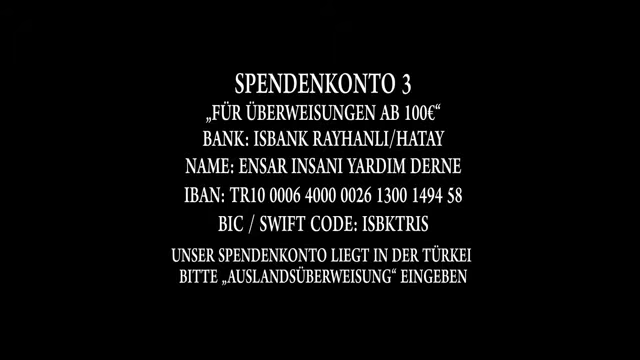 SPENDENKONTO 3
„FÜR ÜBERWEISUNGEN AB 100€“
BANK: ISBANK RAYHANLI/HATAY
NAME: ENSAR INSANI YARDIM DERNE
IBAN: TR10 0006 4000 0026 1300 1494 58
BIC / SWIFT CODE: ISBKTRIS
UNSER SPENDENKONTO LIEGT IN DER TÜRKEI
BITTE „AUSLANDSÜBERWEISUNG“ EINGEBEN